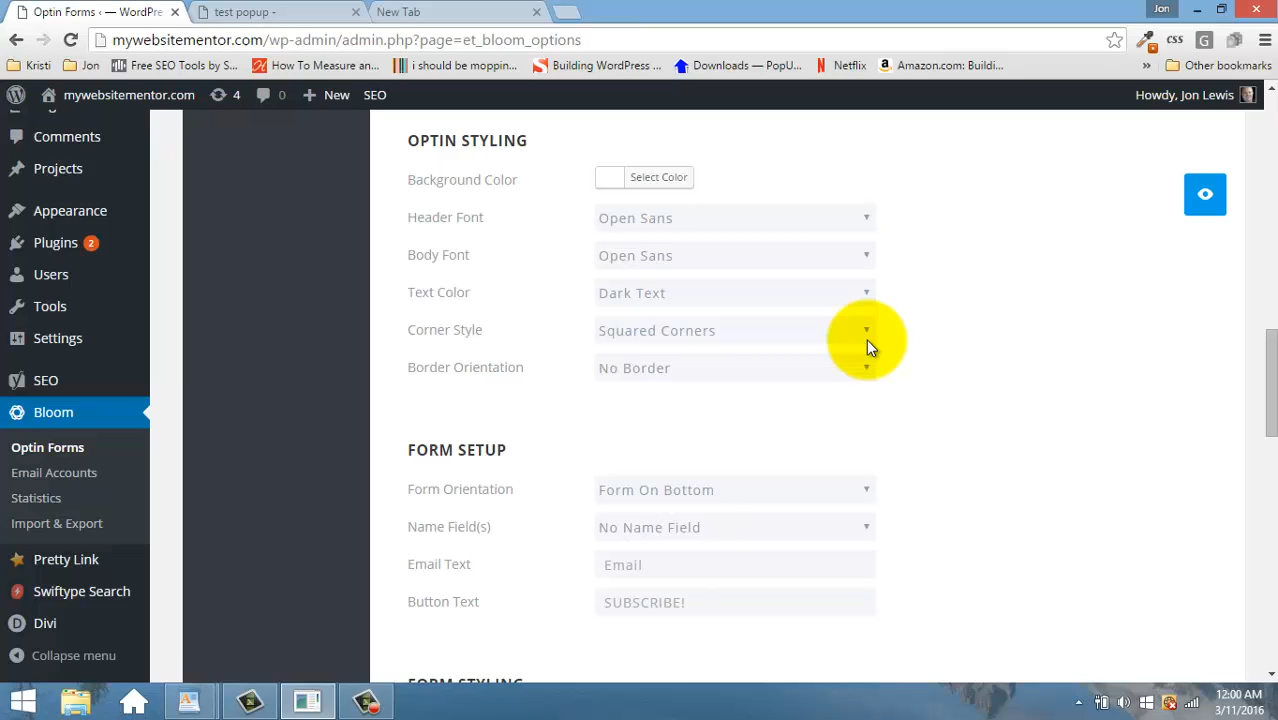 Optin Forms ‹ — WordPre
test popup -
New Tab
Jon
mywebsitementor.com/wp-admin/admin.php?page=et_bloom_options
Kristi
Jon
Free SEO Tools by S...
How To Measure an...
i should be moppin...
Building WordPress ...
Downloads — PopU...
Netflix
Amazon.com: Buildi...
»
Other bookmarks
mywebsitementor.com
4
0
+ New
SEO
Howdy, Jon Lewis
Comments
Projects
Appearance
Plugins 2
Users
Tools
Settings
SEO
Bloom
Optin Forms
Email Accounts
Statistics
Import & Export
Pretty Link
Swiftype Search
Divi
Collapse menu
OPTIN STYLING
Background Color Select Color
Header Font Open Sans
Body Font Open Sans
Text Color Dark Text
Corner Style Squared Corners
Border Orientation No Border
FORM SETUP
Form Orientation Form On Bottom
Name Field(s) No Name Field
Email Text Email
Button Text SUBSCRIBE!
FORM STYLING
12:00 AM
3/11/2016